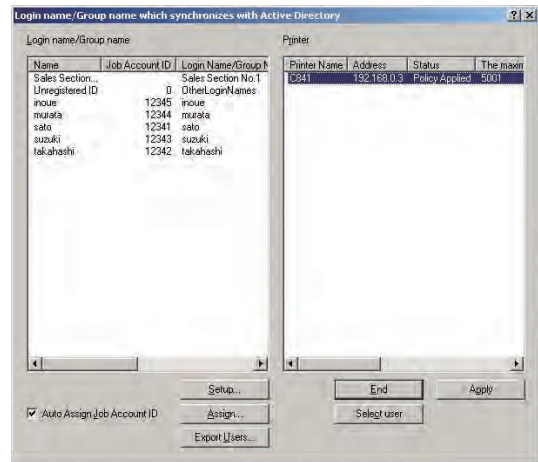 Login name/Group name which synchronizes with Active Directory
Login name/Group name
Printer
Name Job Account ID Login Name/Group N
Sales Section... Sales Section No.1
Unregistered ID 0 OtherLoginNames
inoue 12345 inoue
murata 12344 murata
sato 12341 sato
suzuki 12343 suzuki
takahashi 12342 takahashi
Printer Name Address Status The maxim
C841 192.168.0.3 Policy Applied 5001
Setup...
End Apply
Auto Assign Job Account ID Assign... Select user
Export Users...